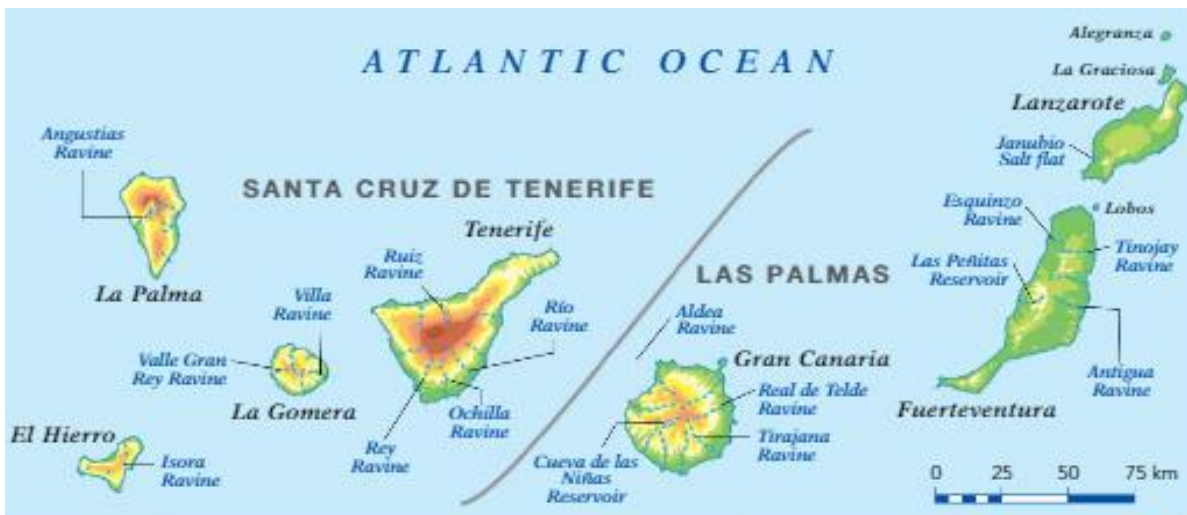 Alegranza
ATLANTIC OCEAN
La Graciosa
Lanzarote
Angustias
Ravine
Janubio
Salt flat
SANTA CRUZ DE TENERIFE
Esquinzo
Ravine
Lobos
Tenerife
Ruiz
Ravine
Tinojay
Ravine
Las Peñitas
Reservoir
LAS PALMAS
La Palma
Villa
Ravine
Río
Ravine
Aldea
Ravine
Valle Gran
Rey Ravine
Gran Canaria
Antigua
Ravine
Real de Telde
Ravine
La Gomera
Ochilla
Ravine
Fuerteventura
El Hierro
Rey
Ravine
Tirajana
Ravine
Isora
Ravine
Cueva de las
Niñas
Reservoir
0 25 50 75 km